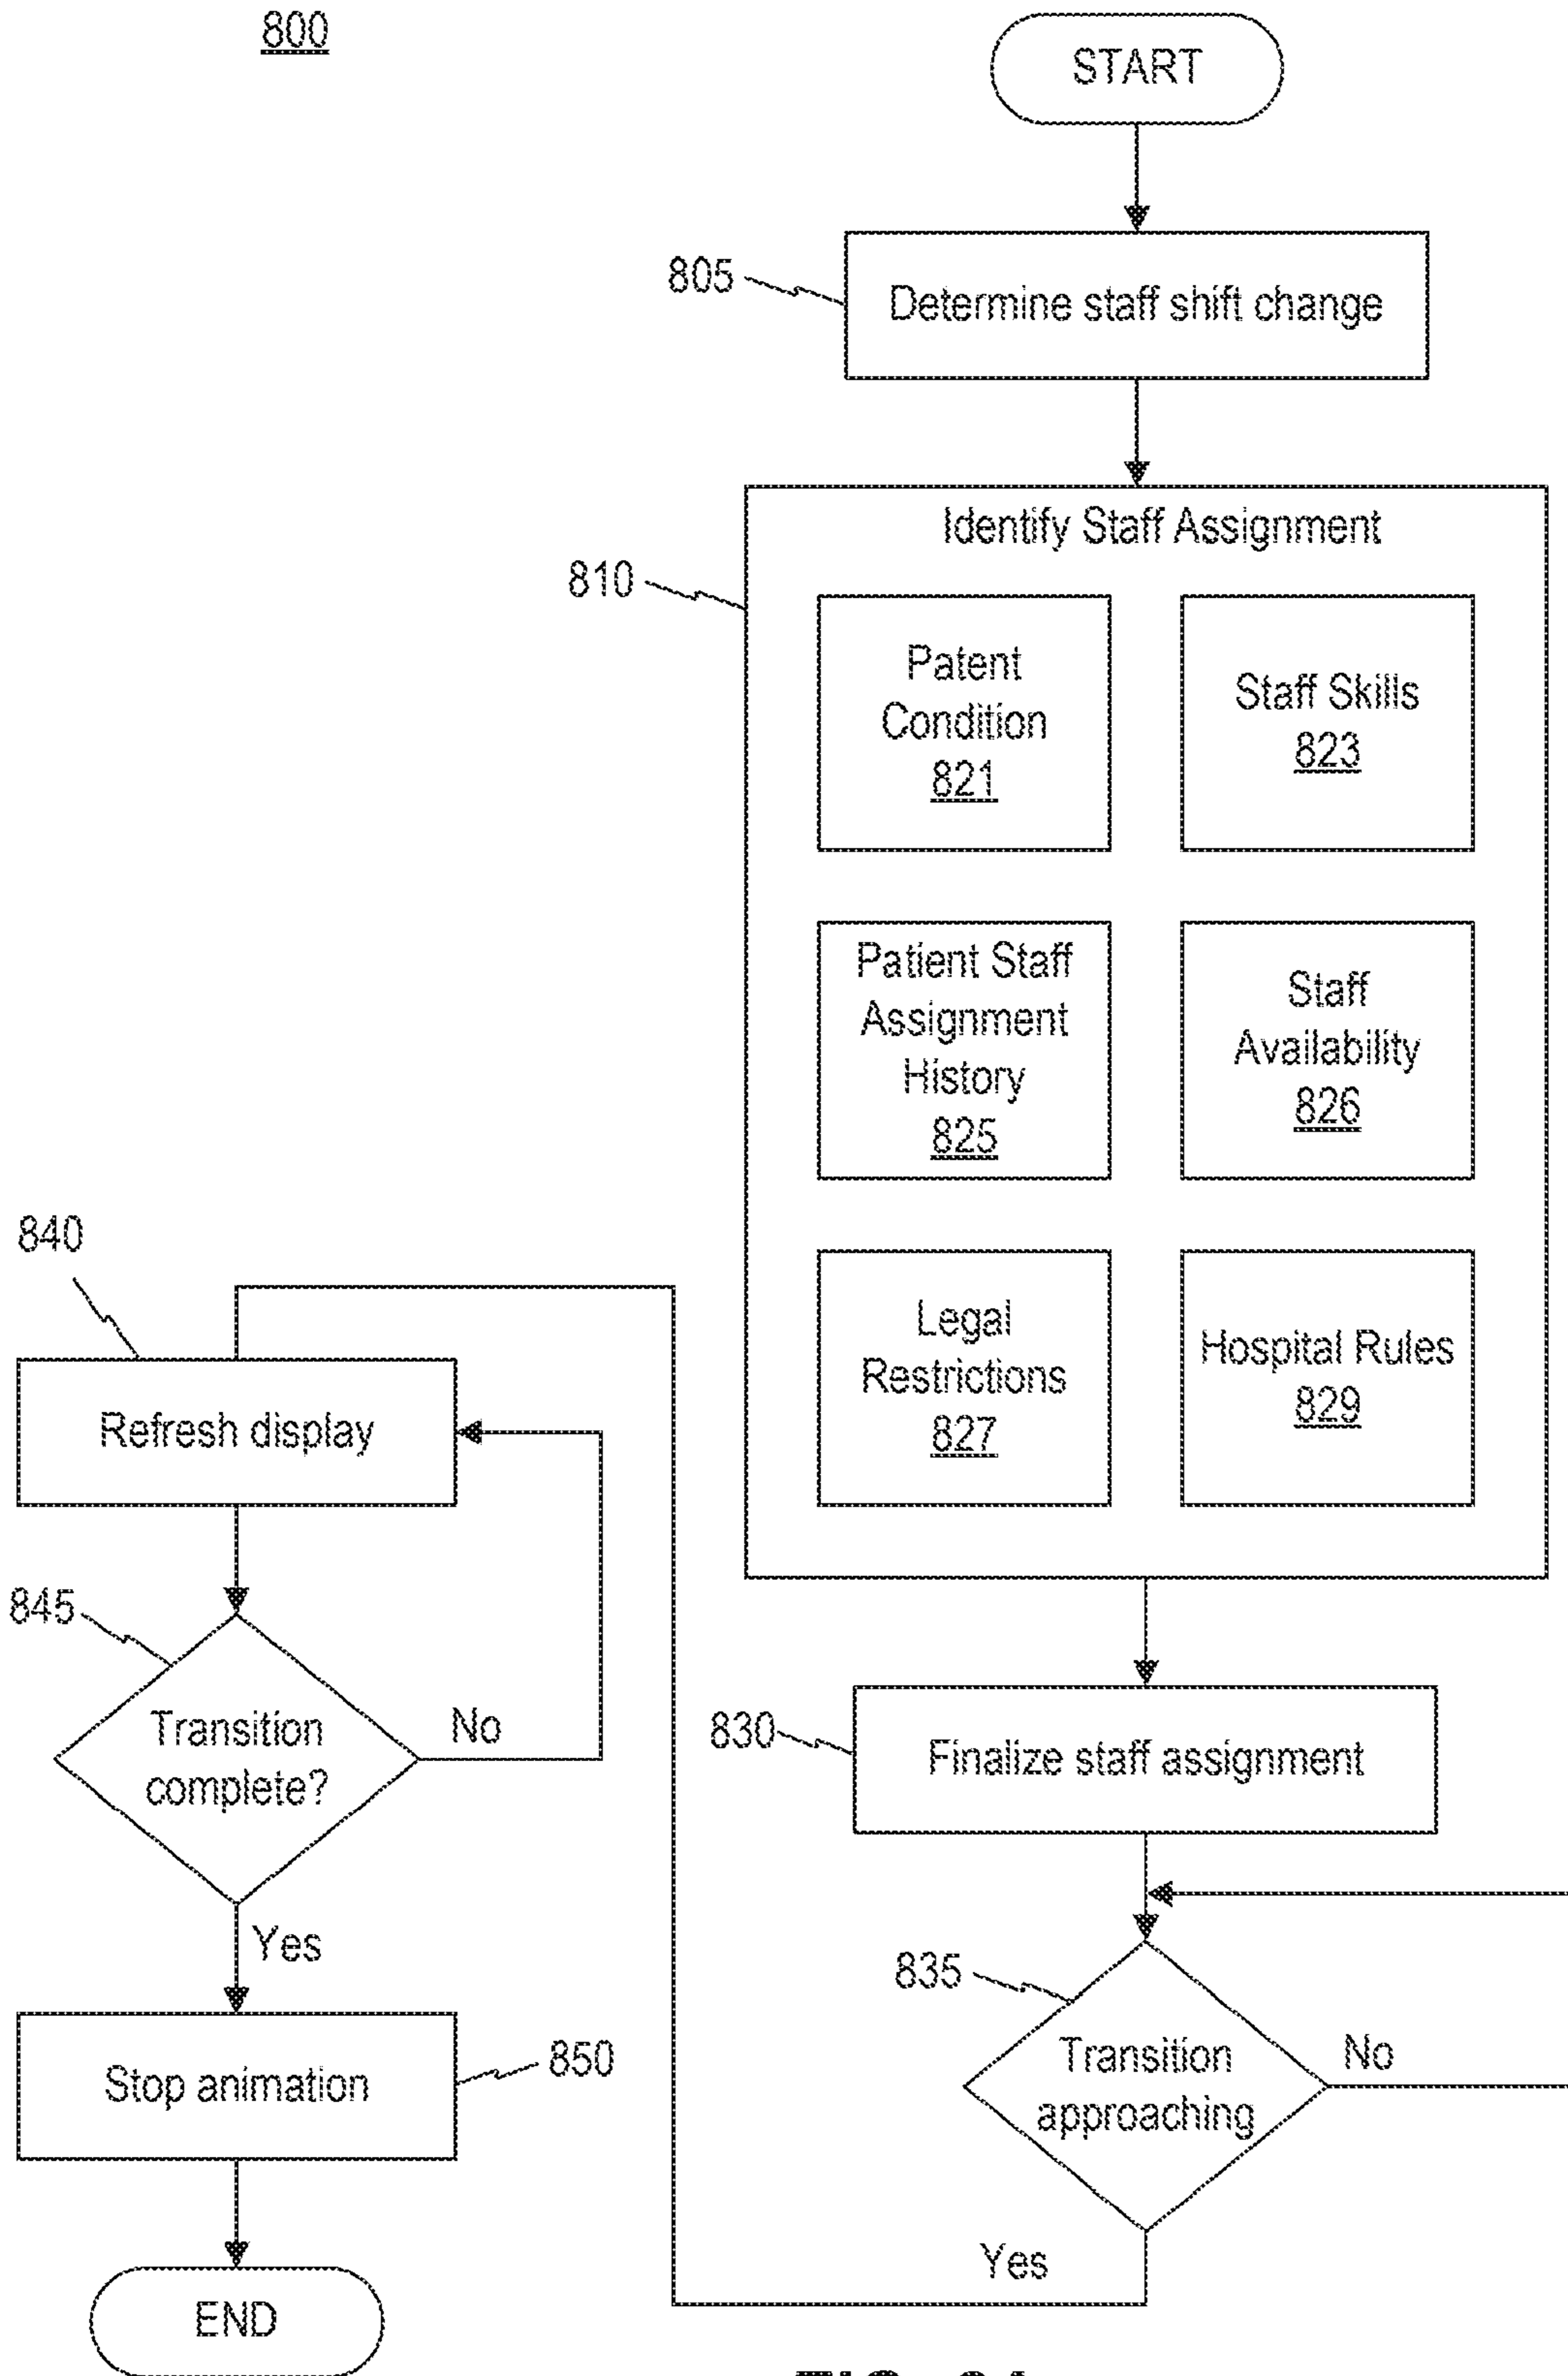 800
START
805
Determine staff shift change
Identify Staff Assignment
810
Patent
Condition
821
Staff Skills
823
Patient Staff
Assignment
History
825
Staff
Availability
826
Legal
Restrictions
827
Hospital Rules
829
830
Finalize staff assignment
835
Transition
approaching
No
Yes
840
Refresh display
845
Transition
complete?
No
Yes
Stop animation
850
END